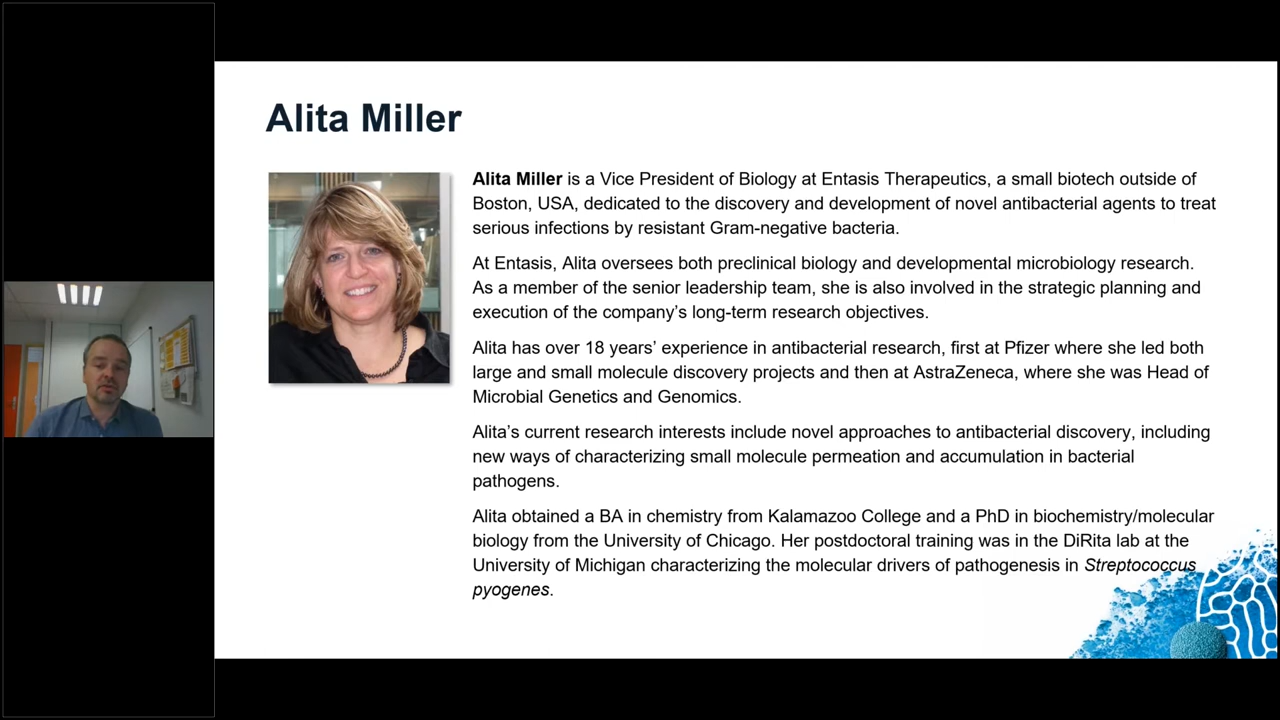 Alita Miller
Alita Miller is a Vice President of Biology at Entasis Therapeutics, a small biotech outside of
Boston, USA, dedicated to the discovery and development of novel antibacterial agents to treat
serious infections by resistant Gram-negative bacteria.
At Entasis, Alita oversees both preclinical biology and developmental microbiology research.
As a member of the senior leadership team, she is also involved in the strategic planning and
execution of the company’s long-term research objectives.
Alita has over 18 years’ experience in antibacterial research, first at Pfizer where she led both
large and small molecule discovery projects and then at AstraZeneca, where she was Head of
Microbial Genetics and Genomics.
Alita’s current research interests include novel approaches to antibacterial discovery, including
new ways of characterizing small molecule permeation and accumulation in bacterial
pathogens.
Alita obtained a BA in chemistry from Kalamazoo College and a PhD in biochemistry/molecular
biology from the University of Chicago. Her postdoctoral training was in the DiRita lab at the
University of Michigan characterizing the molecular drivers of pathogenesis in Streptococcus
pyogenes.